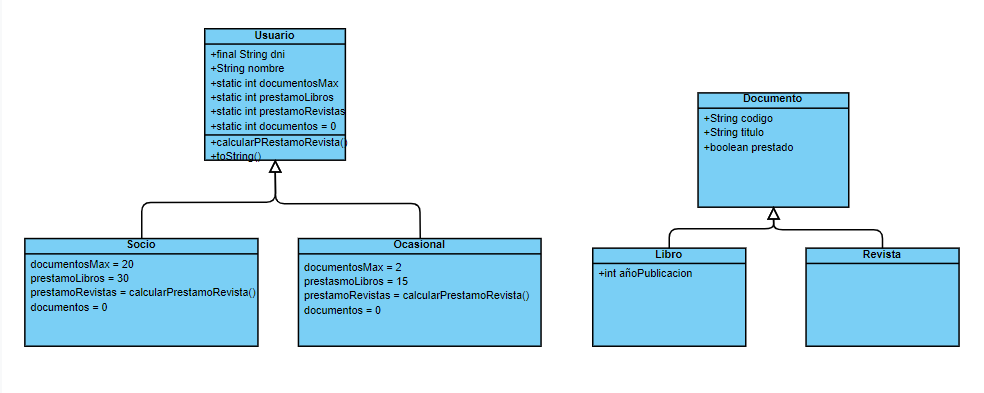 Usuario
+final String dni
+String nombre
+static int documentosMax
+static int prestamoLibros
+static int prestamoRevistas
+static int documentos = 0
+calcularPRestamoRevista()
+toString()
Documento
+String codigo
+String titulo
+boolean prestado
Socio
documentosMax = 20
prestamoLibros = 30
prestamoRevistas = calcularPrestamoRevista()
documentos = 0
Ocasional
documentosMax = 2
prestasmoLibros = 15
prestamoRevistas = calcularPrestamoRevista()
documentos = 0
Libro
+int añoPublicacion
Revista